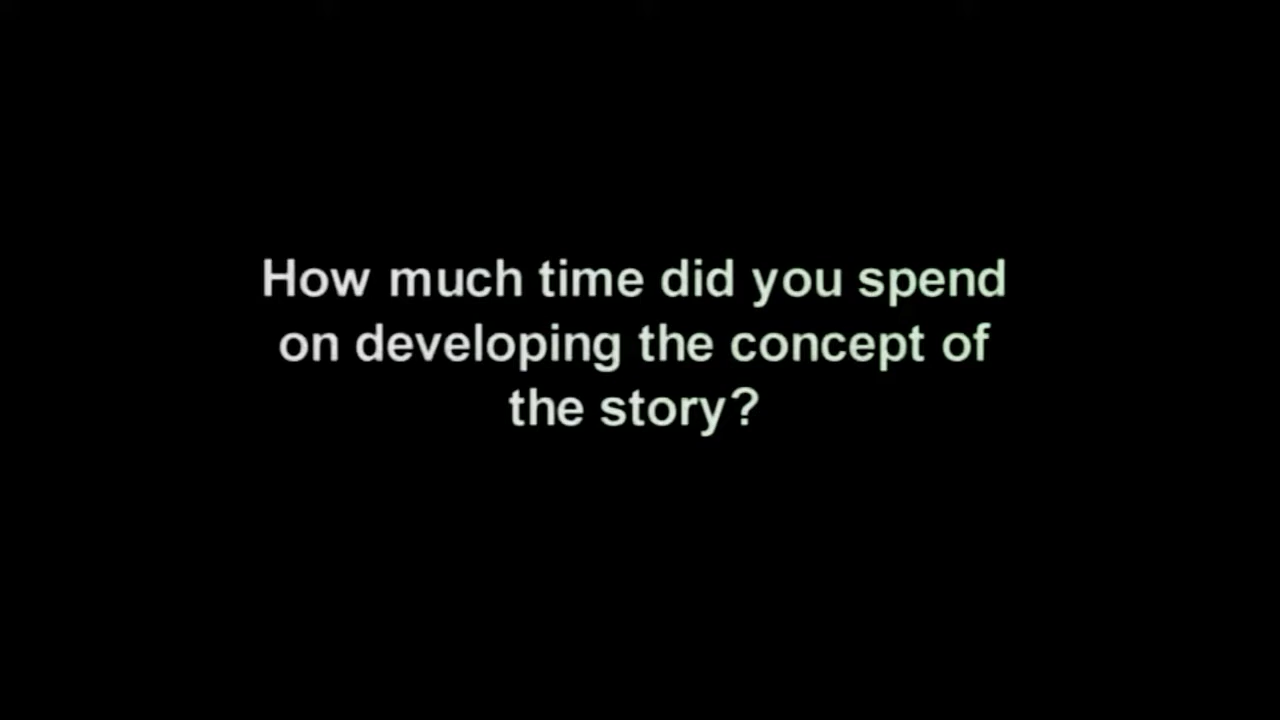 How much time did you spend
on developing the concept of
the story?